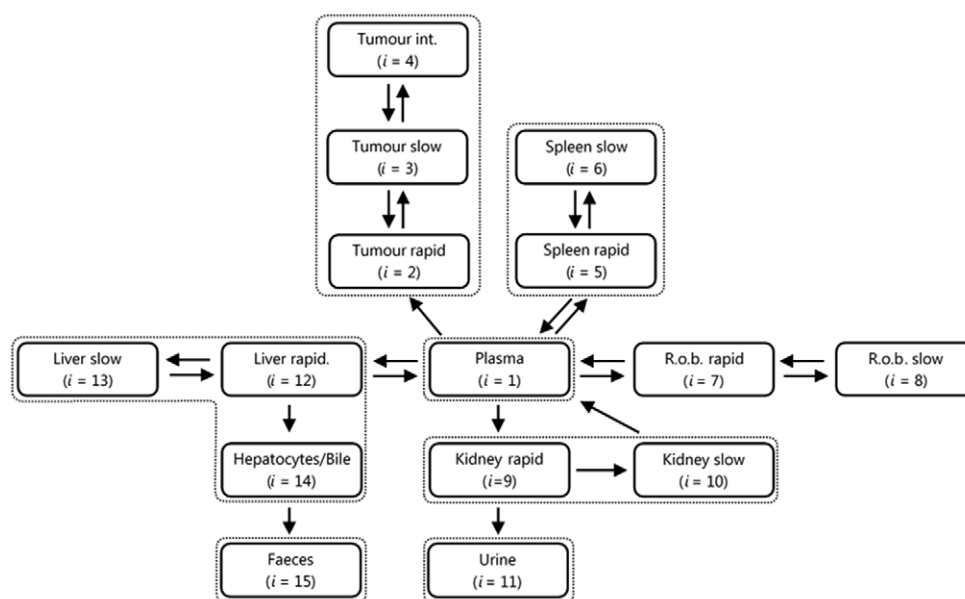 Tumour int.
(i = 4)
Tumour slow
(i = 3)
Spleen slow
(i = 6)
Tumour rapid
(i = 2)
Spleen rapid
(i = 5)
Liver slow
(i = 13)
Liver rapid.
(i = 12)
Plasma
(i = 1)
R.o.b. rapid
(i = 7)
R.o.b. slow
(i = 8)
Hepatocytes/Bile
(i = 14)
Kidney rapid
(i=9)
Kidney slow
(i = 10)
Faeces
(i = 15)
Urine
(i = 11)